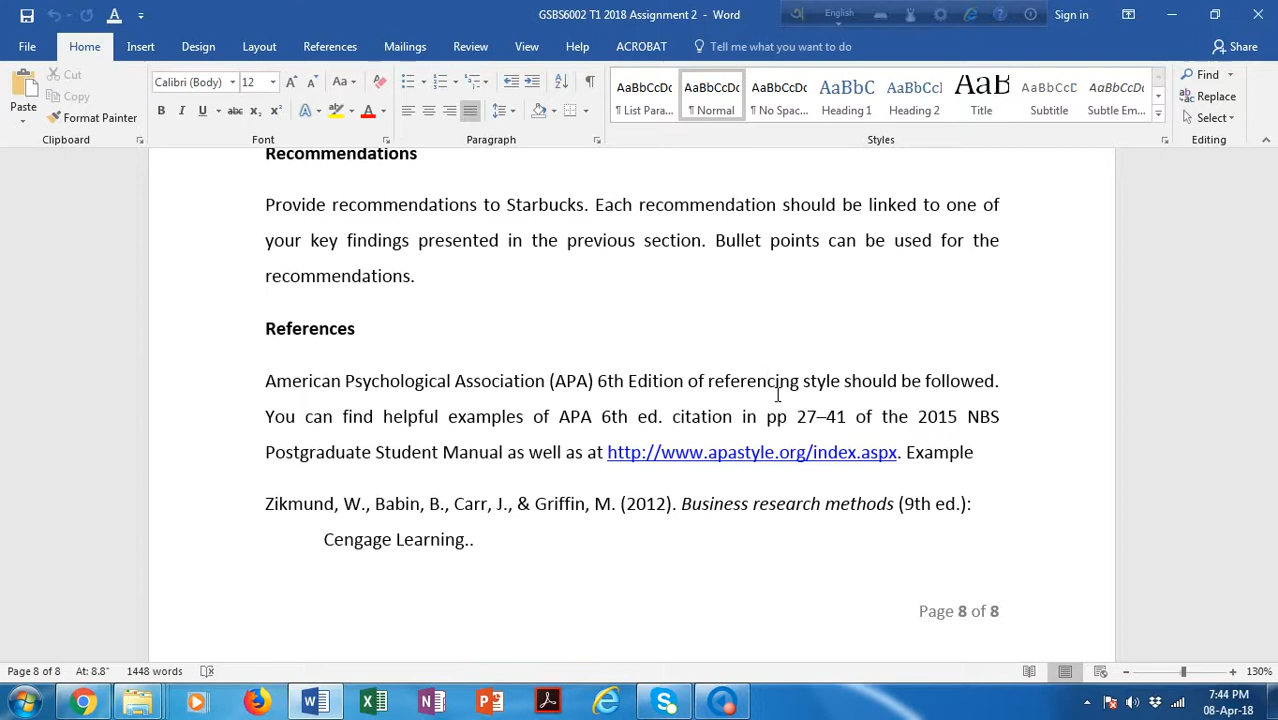 GSBS6002 T1 2018 Assignment 2 - Word
English
Sign in
File Home Insert Design Layout References Mailings Review View Help ACROBAT Tell me what you want to do Share
Paste
Cut
Copy
Format Painter
Clipboard
Calibri (Body) 12
Font
Paragraph
AaBbCcDc AaBbCcDc AaBbCcDc AaBbC AaBbCcl AaB AaBbCcDc AaBbCcDc
¶ List Para... ¶ Normal ¶ No Spac... Heading 1 Heading 2 Title Subtitle Subtle Em...
Styles
Find
Replace
Select
Editing
Recommendations
Provide recommendations to Starbucks. Each recommendation should be linked to one of
your key findings presented in the previous section. Bullet points can be used for the
recommendations.
References
American Psychological Association (APA) 6th Edition of referencing style should be followed.
You can find helpful examples of APA 6th ed. citation in pp 27–41 of the 2015 NBS
Postgraduate Student Manual as well as at http://www.apastyle.org/index.aspx. Example
Zikmund, W., Babin, B., Carr, J., & Griffin, M. (2012). Business research methods (9th ed.):
Cengage Learning..
Page 8 of 8
Page 8 of 8 At: 8.8" 1448 words 130%
7:44 PM
08-Apr-18